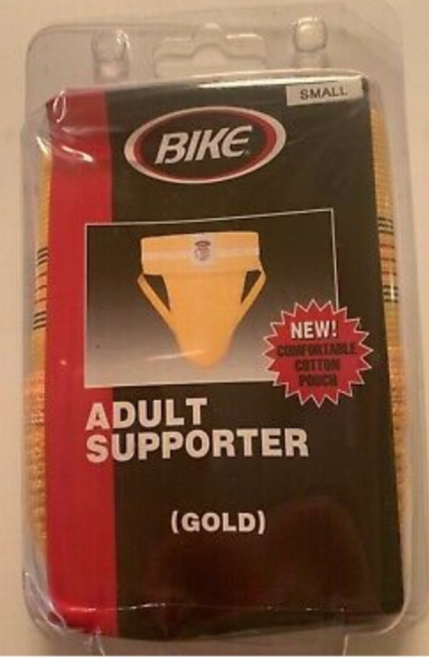 SMALL
BIKE
NEW!
COMFORTABLE
COTTON
POUCH
ADULT
SUPPORTER
(GOLD)